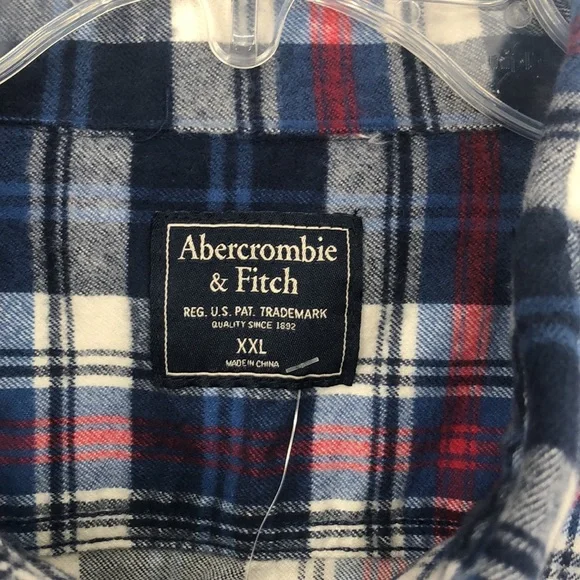 Abercrombie
& Fitch
REG. U.S. PAT. TRADEMARK
QUALITY SINCE 1892
XXL
MADE IN CHINA